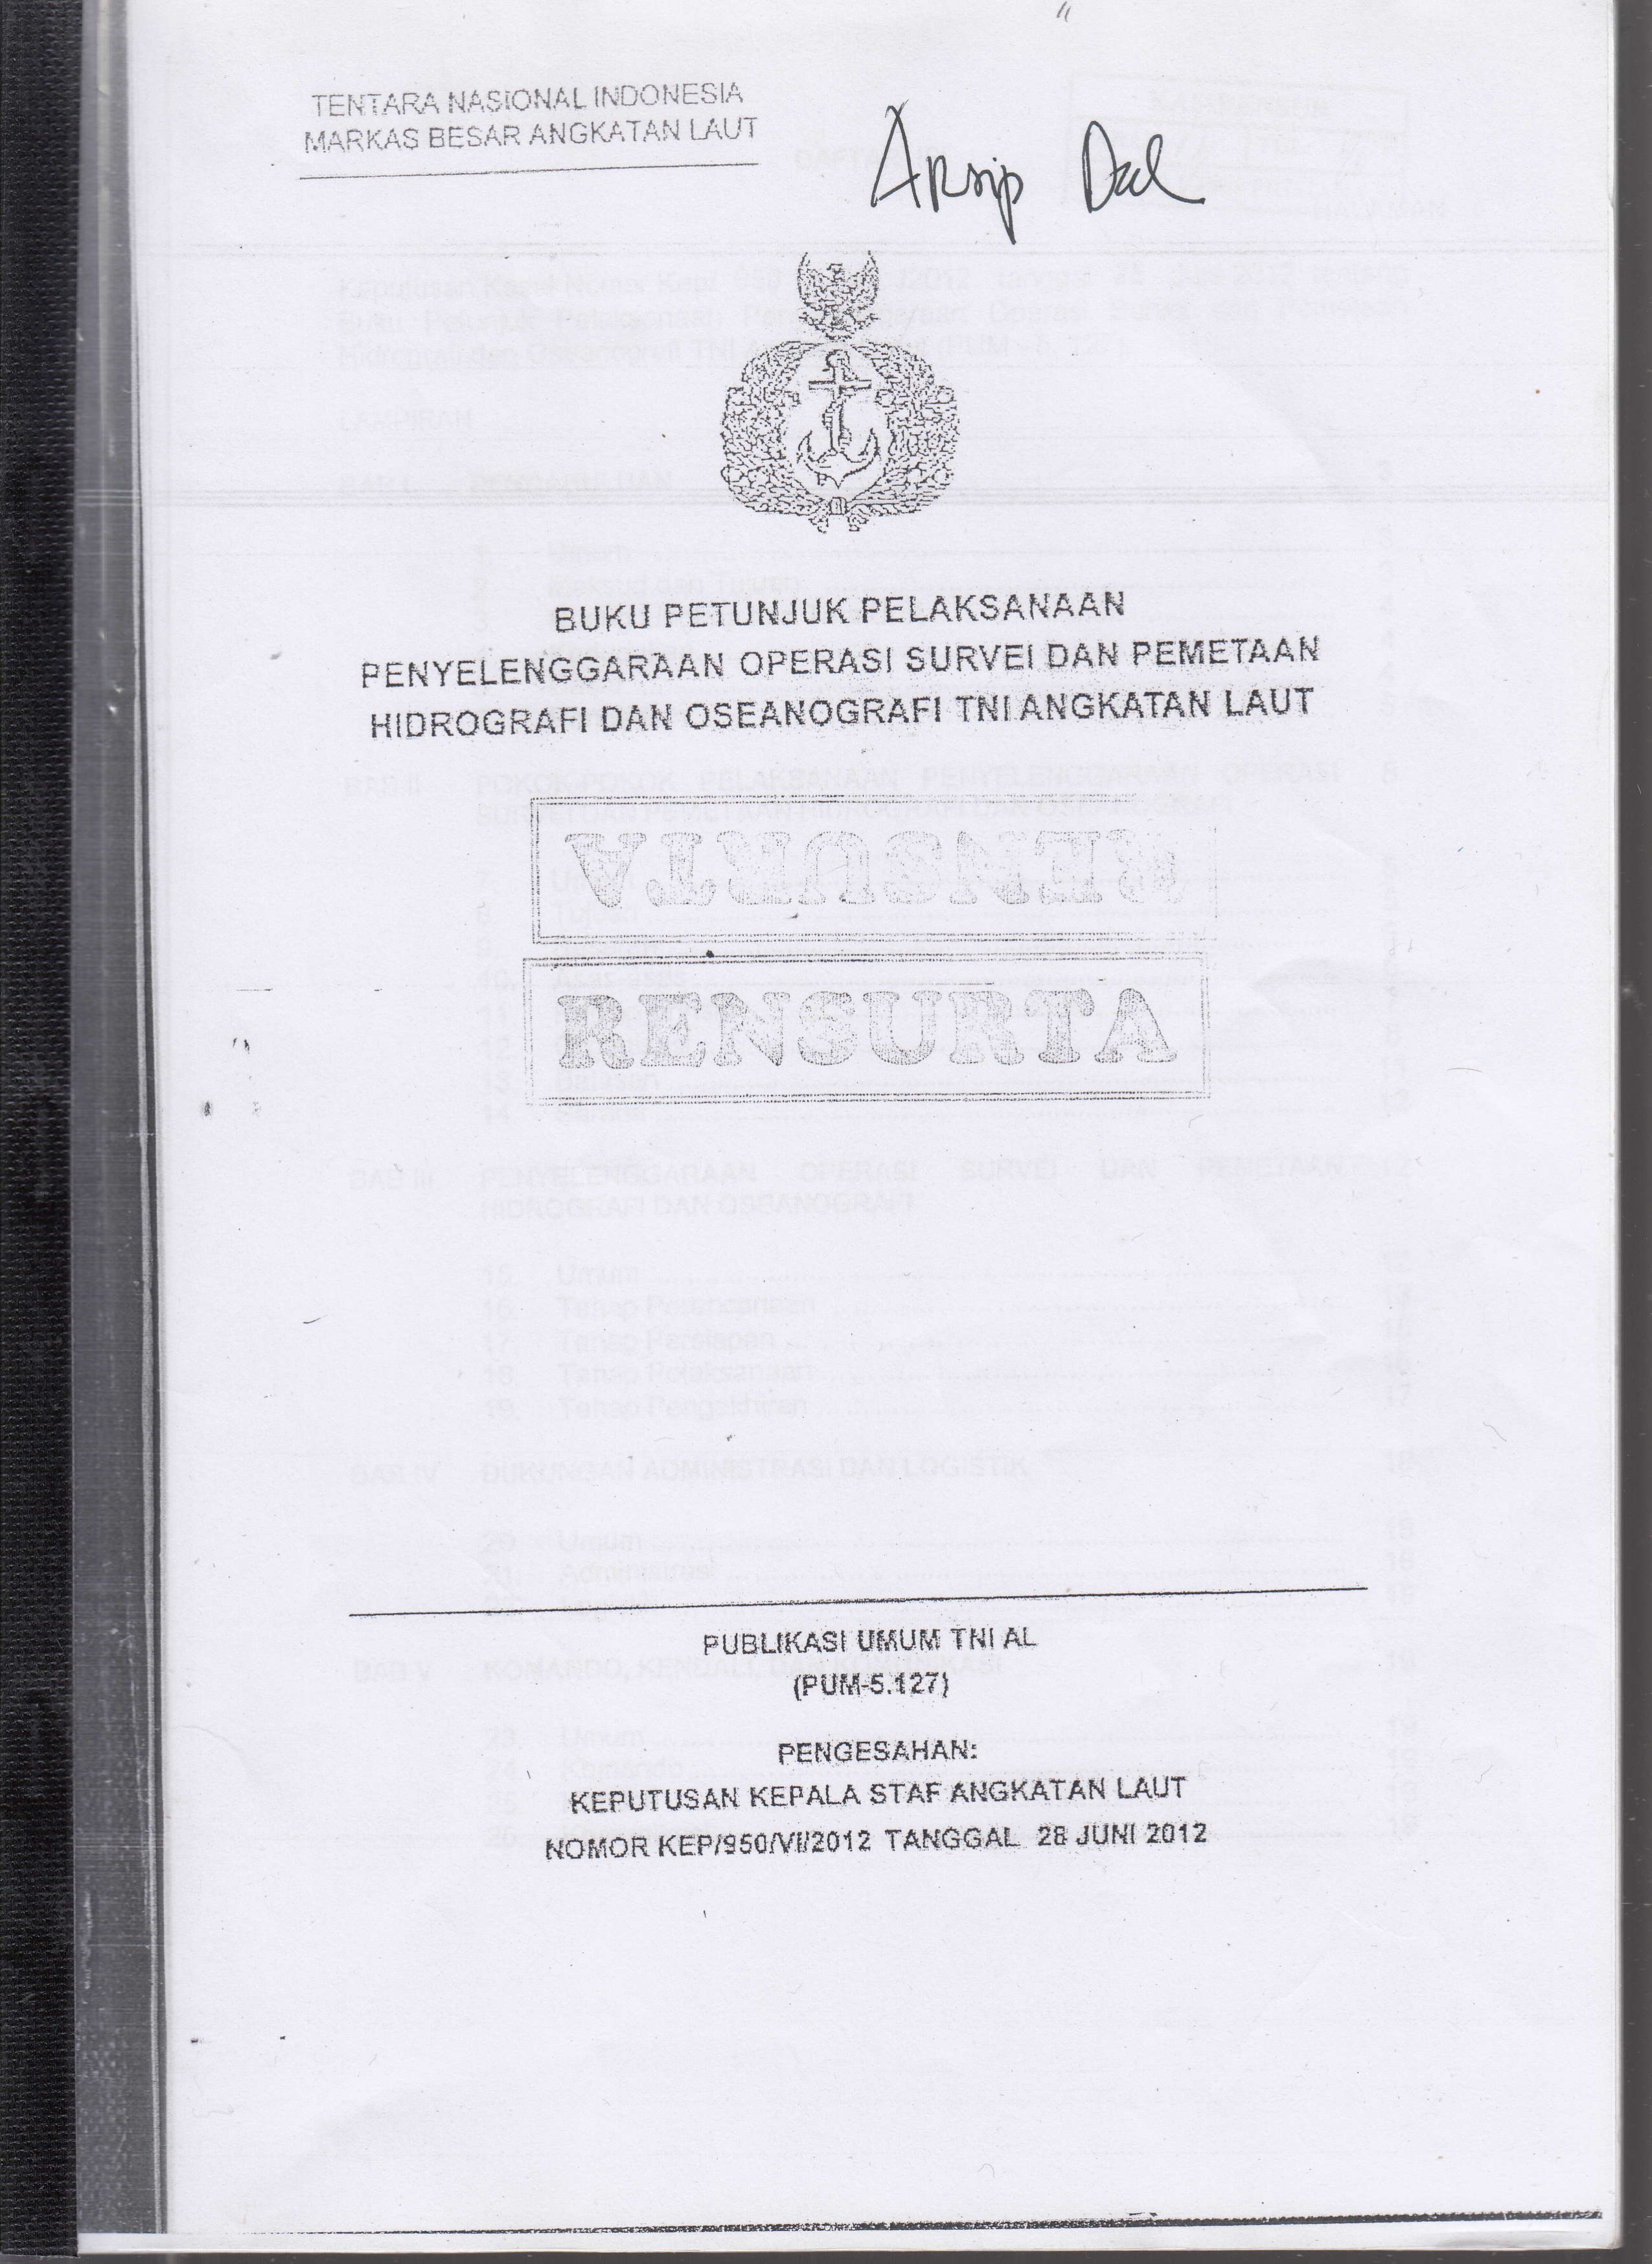 TENTARA NASIONAL INDONESIA
MARKAS BESAR ANGKATAN LAUT
Arsip
BUKU PETUNJUK PELAKSANAAN
PENYELENGGARAAN OPERASI SURVEI DAN PEMETAAN
HIDROGRAFI DAN OSEANOGRAFI TNI ANGKATAN LAUT
RENSURTA
RENSURTA
PUBLIKASI UMUM TNI AL
(PUM-5.127)
PENGESAHAN:
KEPUTUSAN KEPALA STAF ANGKATAN LAUT
NOMOR KEP/950/VI/2012 TANGGAL 28 JUNI 2012